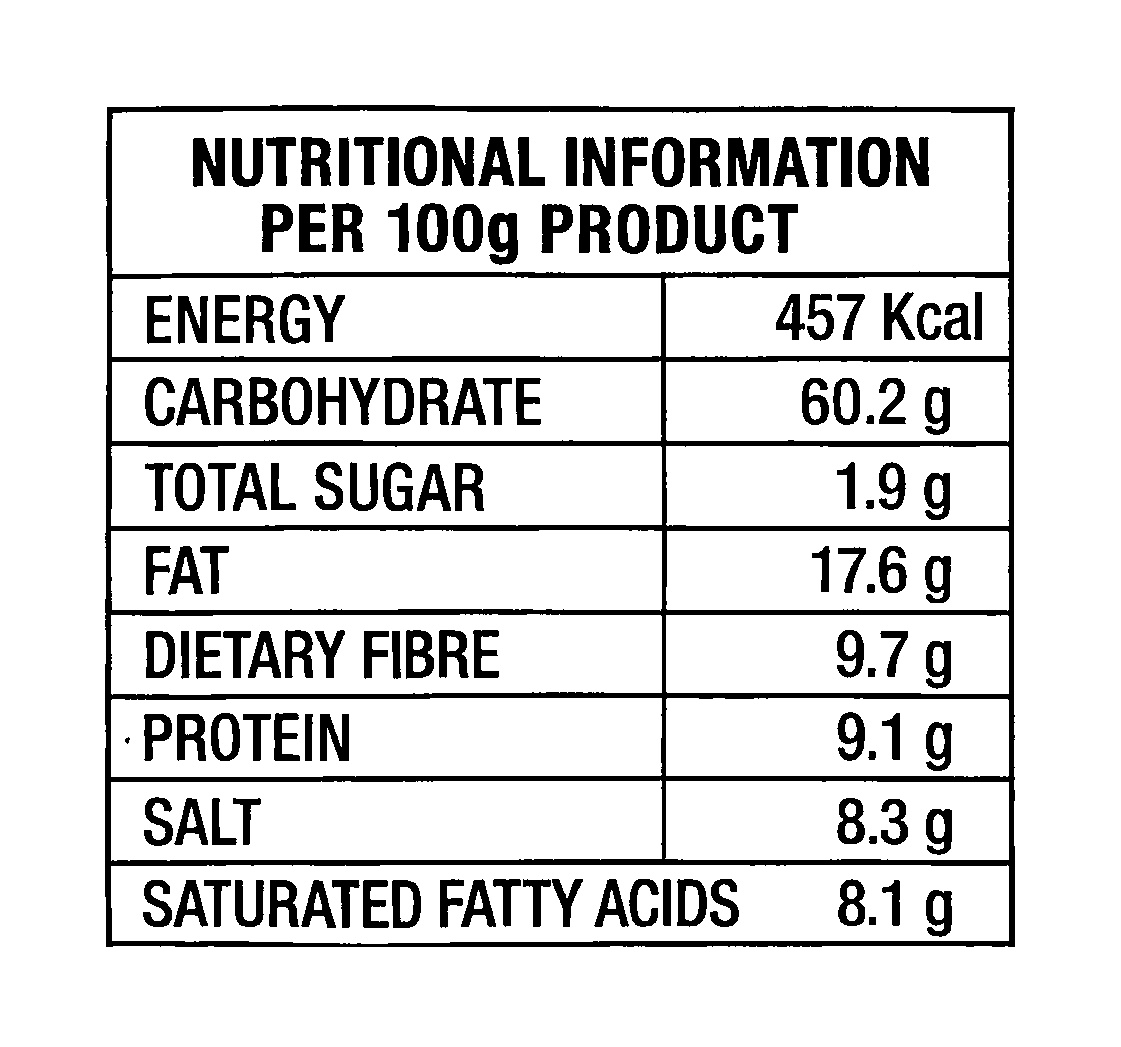 NUTRITIONAL INFORMATION
PER 100g PRODUCT
ENERGY 457 Kcal
CARBOHYDRATE 60.2 g
TOTAL SUGAR 1.9 g
FAT 17.6 g
DIETARY FIBRE 9.7 g
PROTEIN 9.1 g
SALT 8.3 g
SATURATED FATTY ACIDS 8.1 g